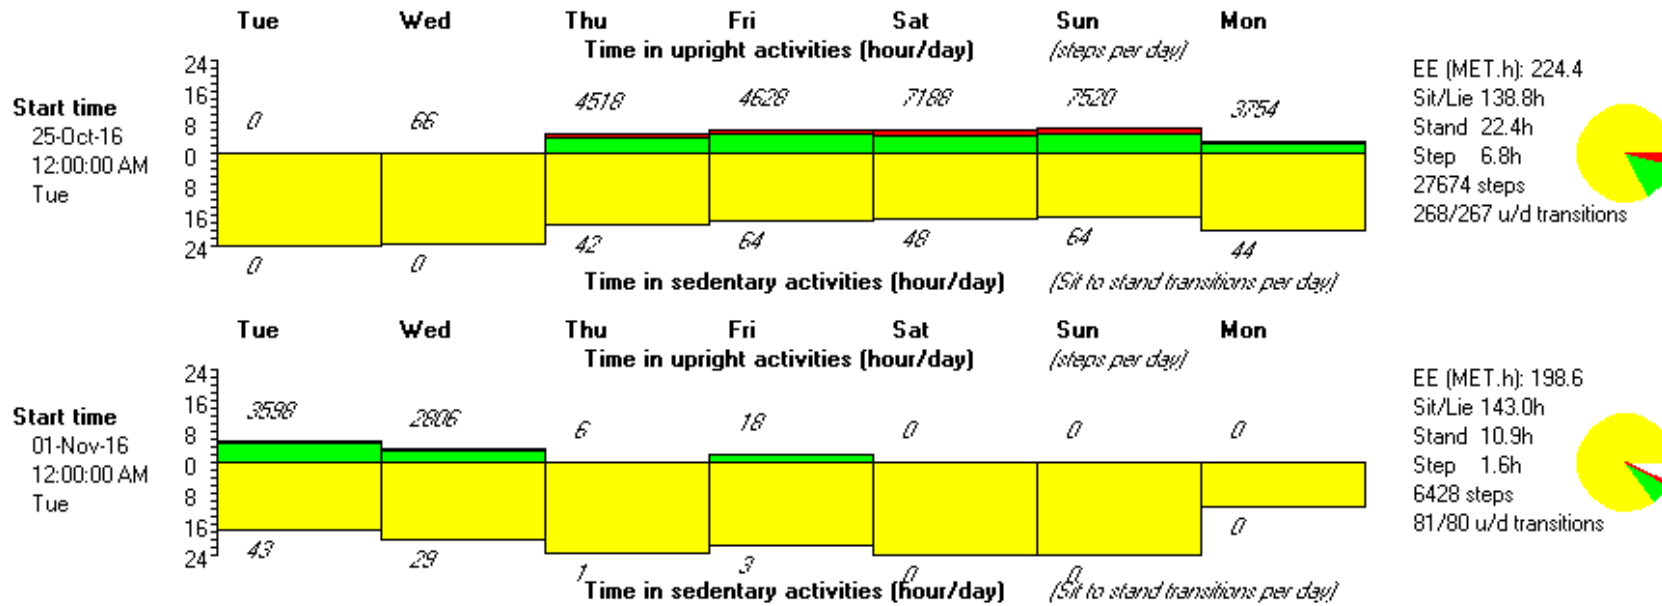 Tue Wed Thu Fri Sat Sun Mon
Time in upright activities (hour/day) (steps per day)
24
16
8
0
8
16
24
Start time
25-Oct-16
12:00:00 AM
Tue
0 66 4518 4628 7188 7520 3754
0 0 42 64 48 64 44
Time in sedentary activities (hour/day) (Sit to stand transitions per day)
EE (MET.h): 224.4
Sit/Lie 138.8h
Stand 22.4h
Step 6.8h
27674 steps
268/267 u/d transitions
Tue Wed Thu Fri Sat Sun Mon
Time in upright activities (hour/day) (steps per day)
24
16
8
0
8
16
24
Start time
01-Nov-16
12:00:00 AM
Tue
3598 2806 6 18 0 0 0
43 29 1 3 0 0 0
Time in sedentary activities (hour/day) (Sit to stand transitions per day)
EE (MET.h): 198.6
Sit/Lie 143.0h
Stand 10.9h
Step 1.6h
6428 steps
81/80 u/d transitions